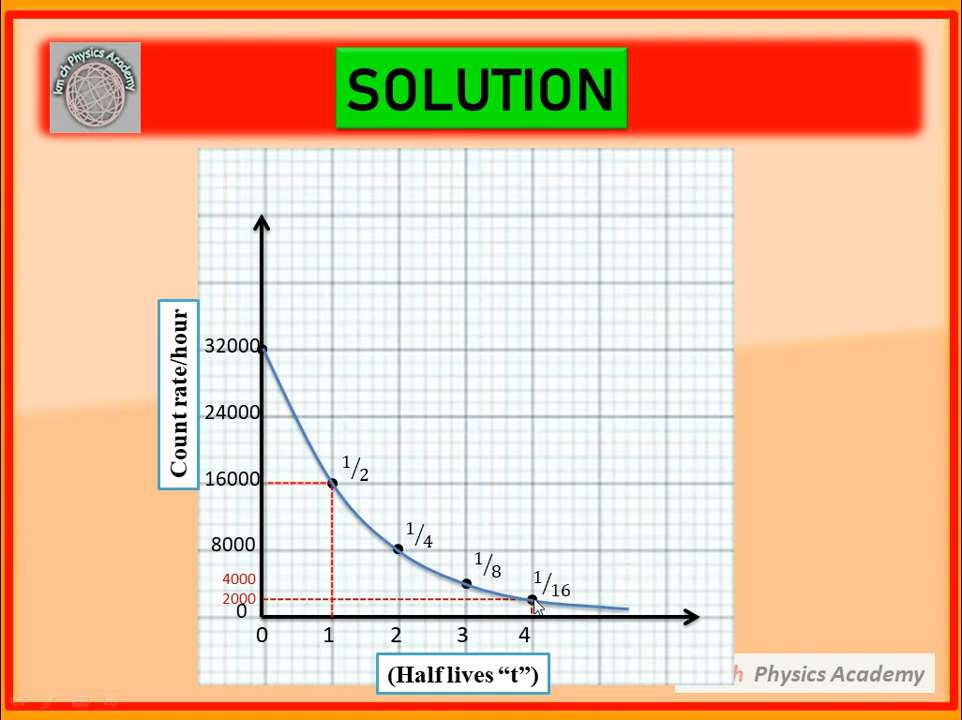 km ch Physics Academy
SOLUTION
Count rate/hour
32000
24000
16000
8000
4000
2000
0
1/2
1/4
1/8
1/16
0 1 2 3 4
(Half lives “t”)
h Physics Academy